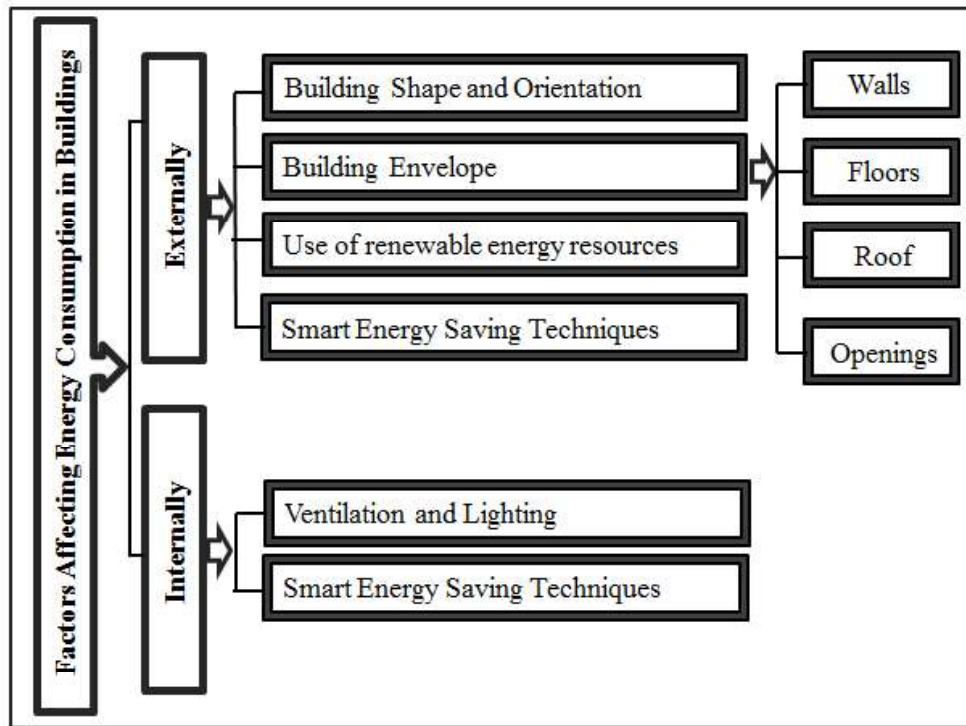 Factors Affecting Energy Consumption in Buildings
Externally
Building Shape and Orientation
Building Envelope
Use of renewable energy resources
Smart Energy Saving Techniques
Walls
Floors
Roof
Openings
Internally
Ventilation and Lighting
Smart Energy Saving Techniques